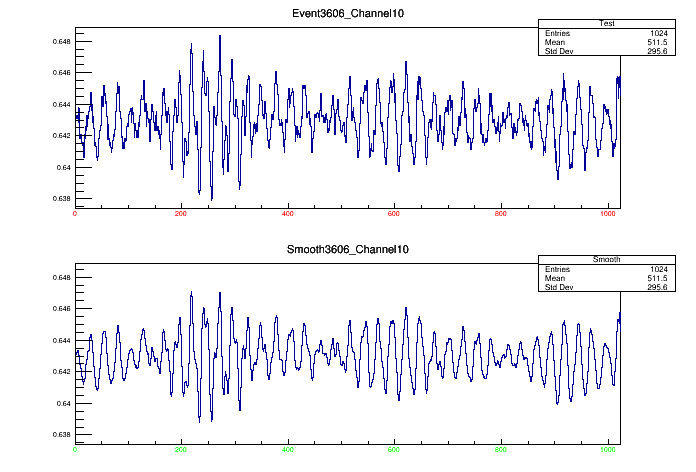 Event3606_Channel10
Test
Entries 1024
Mean 511.5
Std Dev 295.6
0.648
0.646
0.644
0.642
0.64
0.638
0 200 400 600 800 1000
Smooth3606_Channel10
Smooth
Entries 1024
Mean 511.5
Std Dev 295.6
0.648
0.646
0.644
0.642
0.64
0.638
0 200 400 600 800 1000